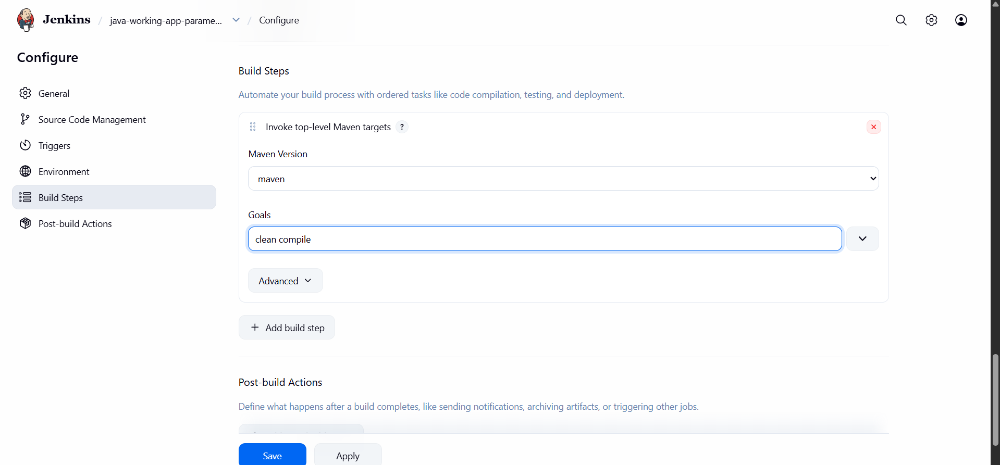 Jenkins / java-working-app-parame... / Configure
Configure
General
Source Code Management
Triggers
Environment
Build Steps
Post-build Actions
Build Steps
Automate your build process with ordered tasks like code compilation, testing, and deployment.
Invoke top-level Maven targets ?
Maven Version
maven
Goals
clean compile
Advanced
+ Add build step
Post-build Actions
Define what happens after a build completes, like sending notifications, archiving artifacts, or triggering other jobs.
Save
Apply